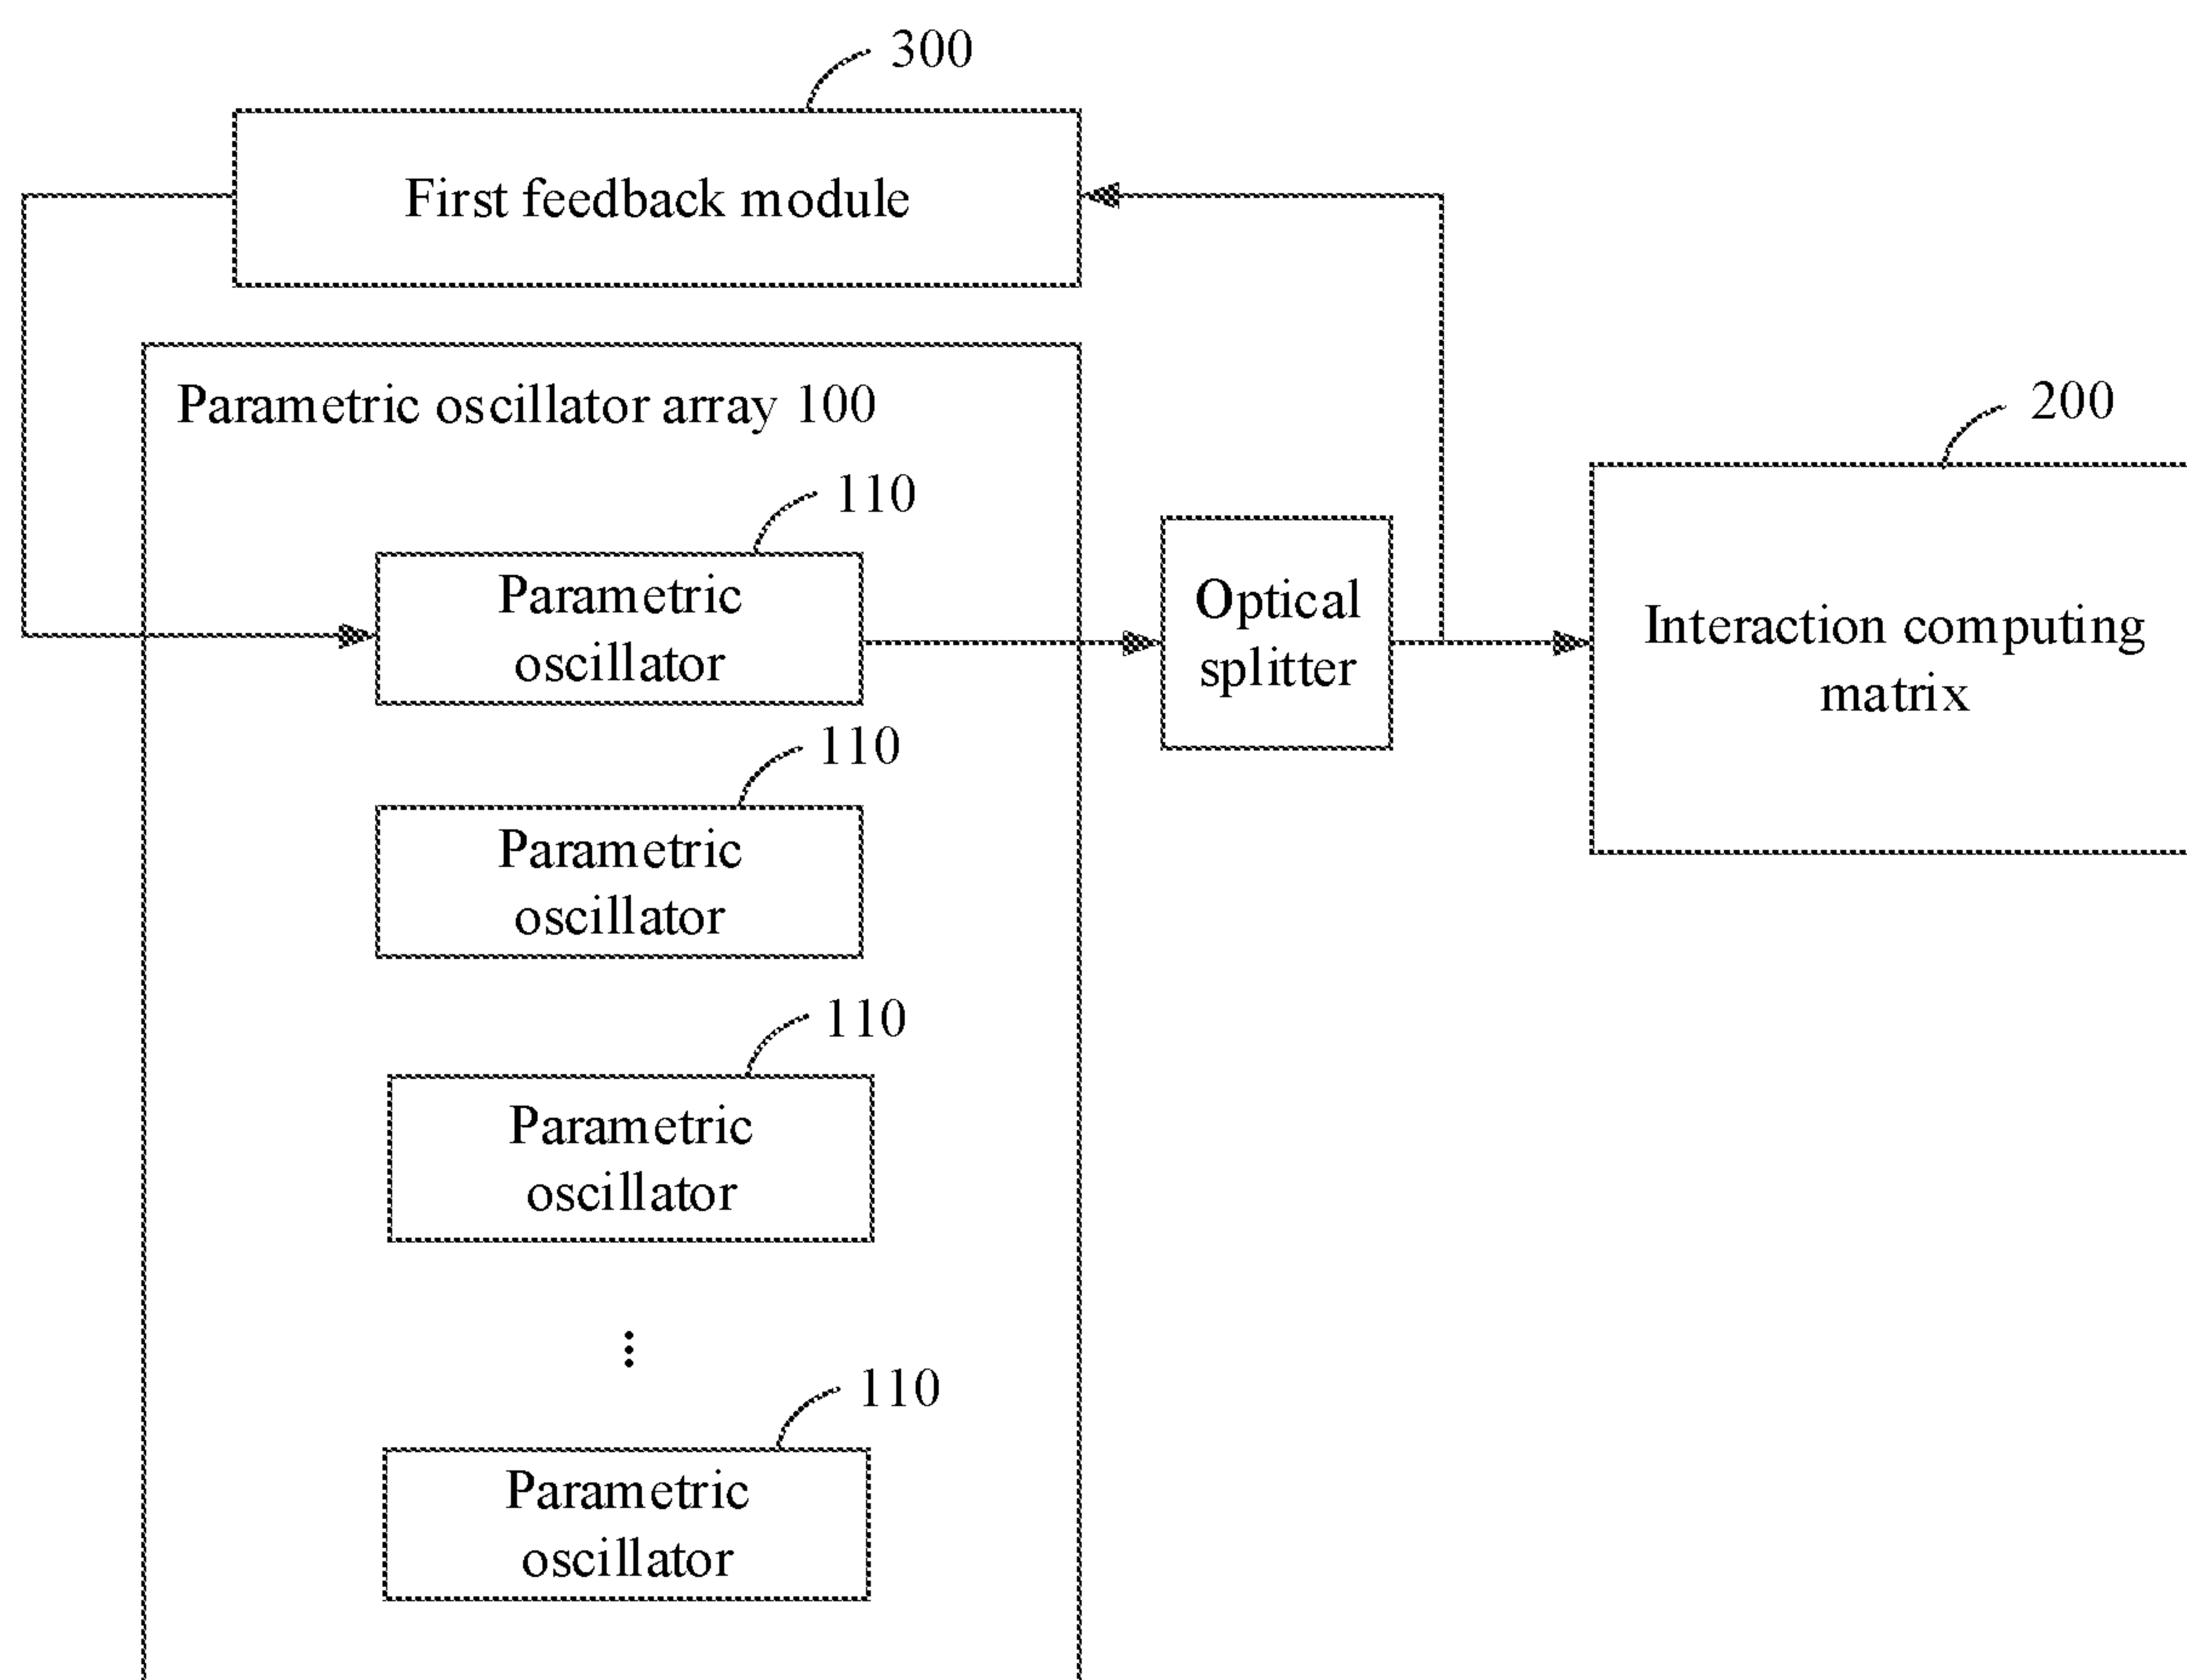 300
First feedback module
Parametric oscillator array 100
200
110
Parametric
oscillator
Optical
splitter
Interaction computing
matrix
110
Parametric
oscillator
110
Parametric
oscillator
110
Parametric
oscillator